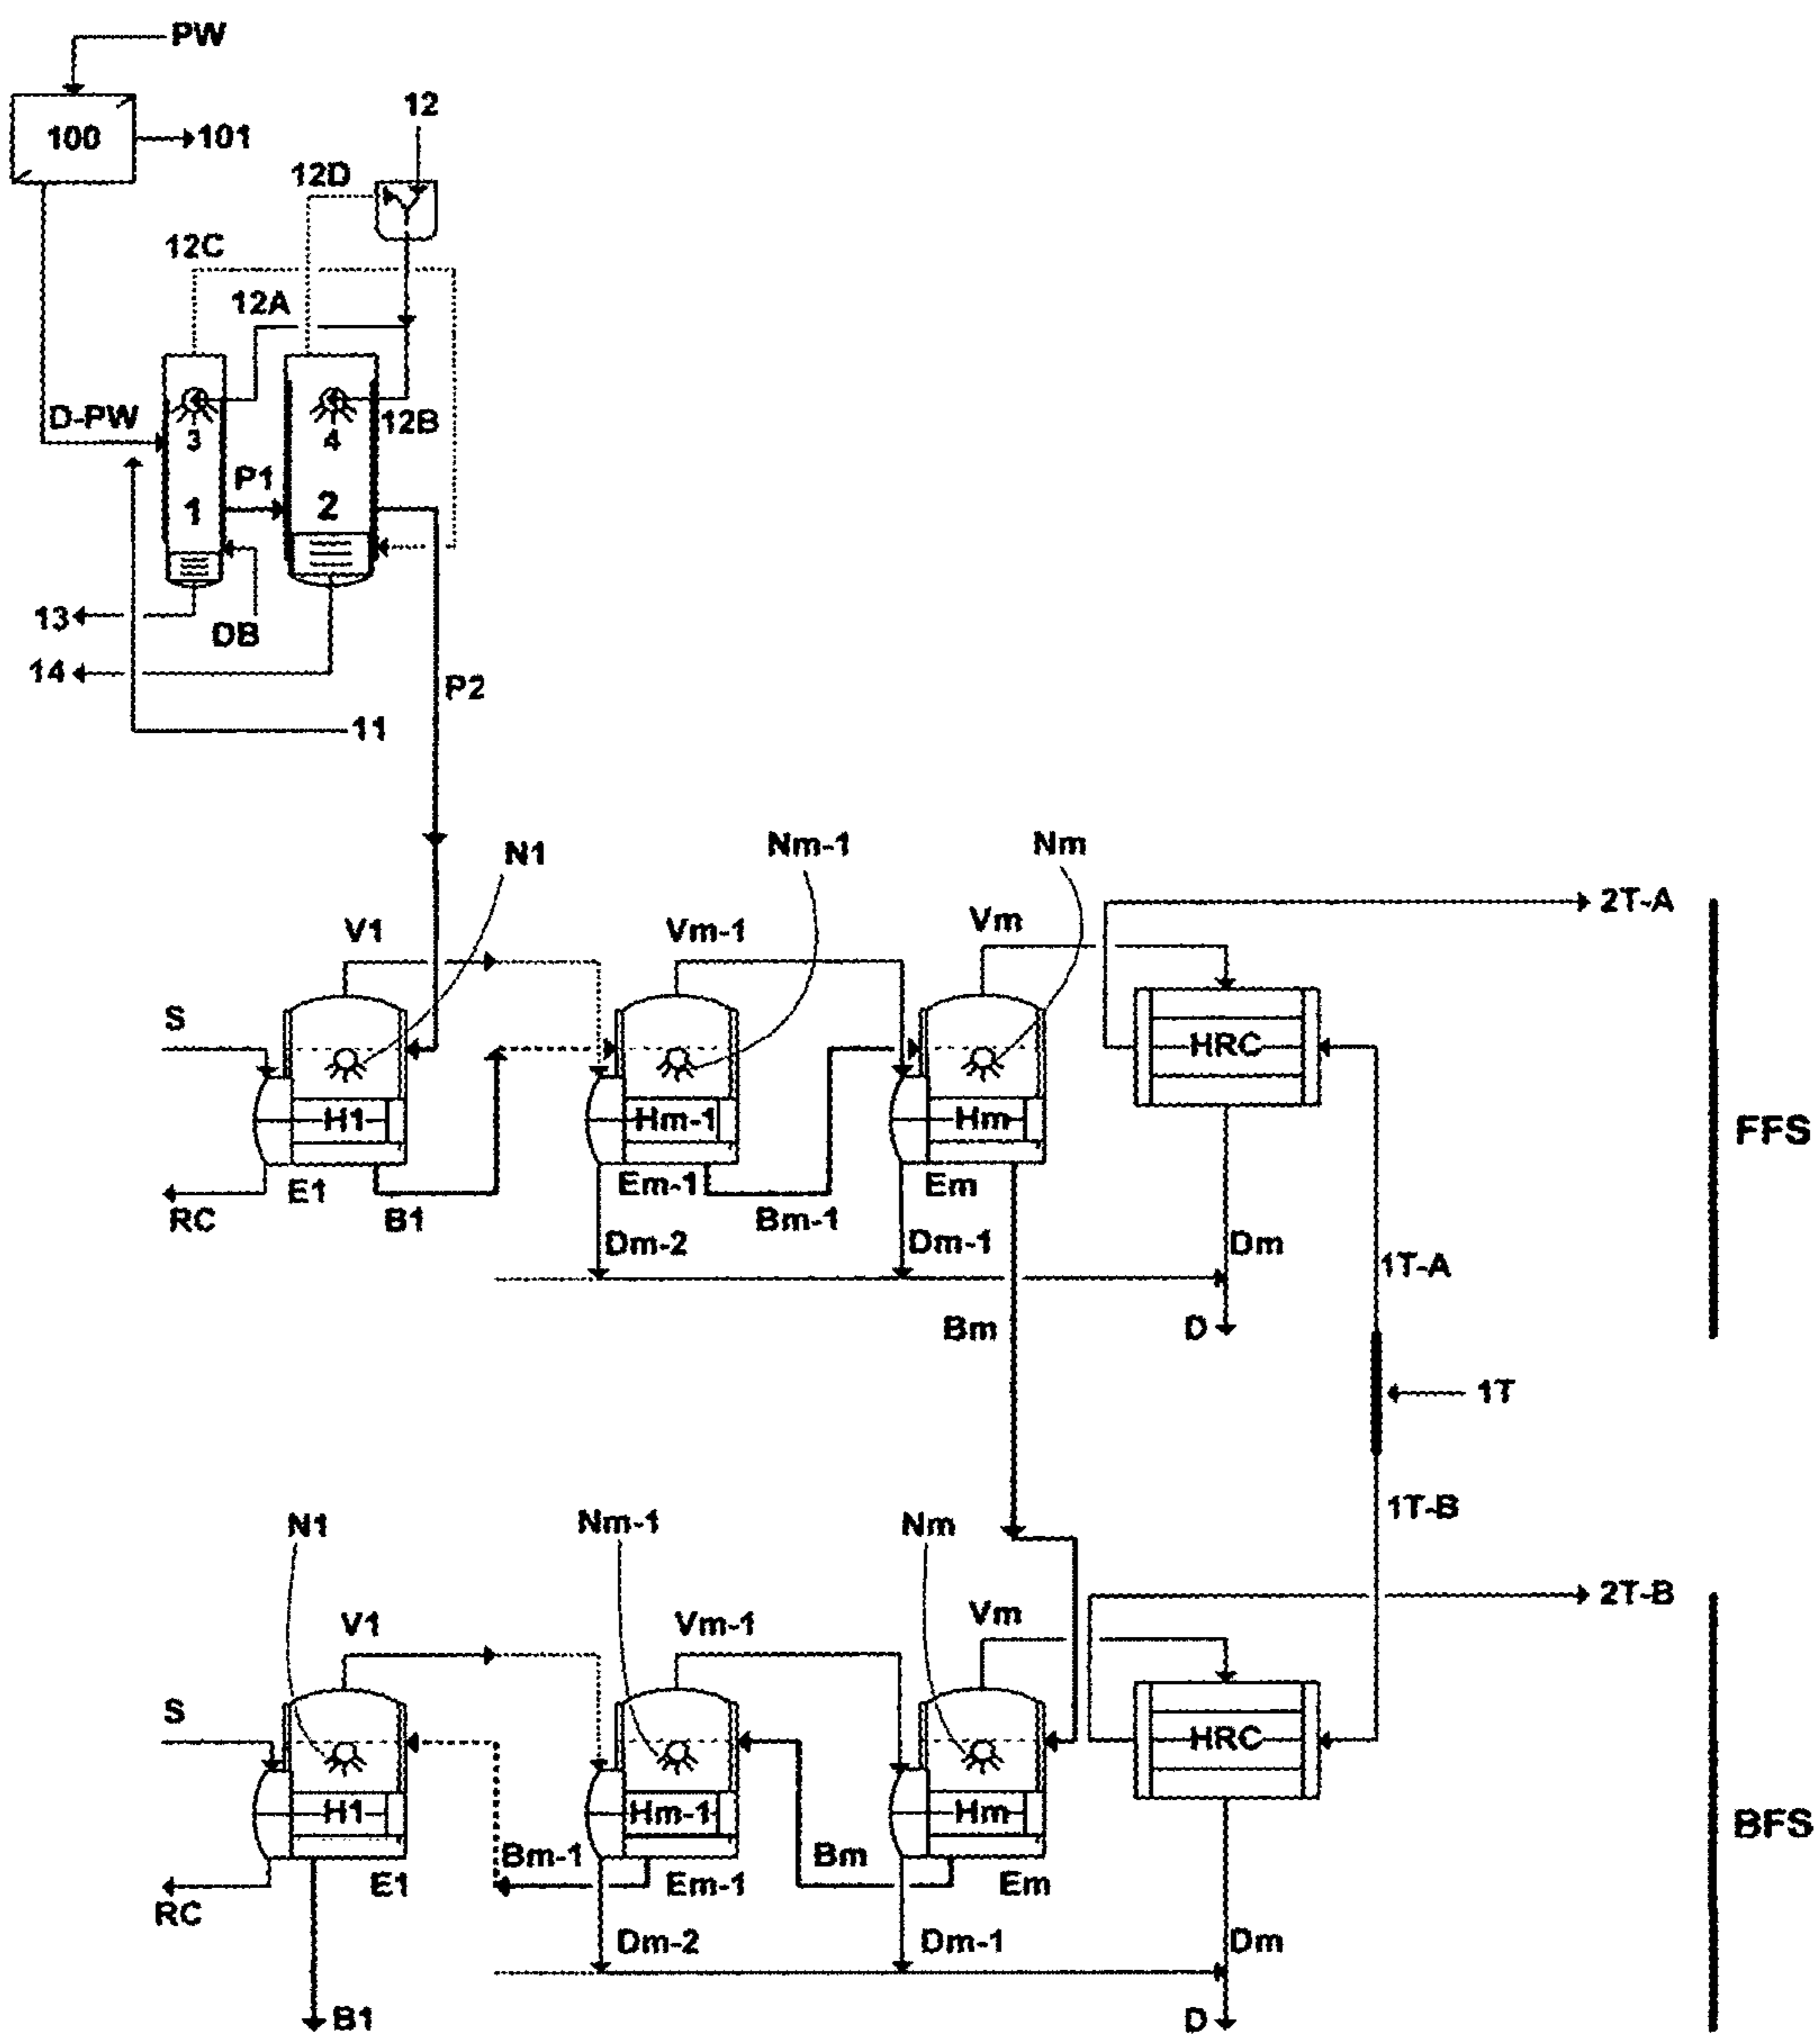 PW
100
101
12
12D
12C
12A
D-PW
3
4
12B
P1
1
2
13
DB
14
P2
11
N1
Nm-1
Nm
2T-A
V1
Vm-1
Vm
S
HRC
H1
Hm-1
Hm
FFS
E1
Em-1
Em
RC
B1
Bm-1
Dm-2
Dm-1
Dm
1T-A
Bm
D
1T
1T-B
N1
Nm-1
Nm
2T-B
V1
Vm-1
Vm
S
HRC
H1
Hm-1
Hm
BFS
Bm-1
Bm
E1
Em-1
Em
RC
Dm-2
Dm-1
Dm
B1
D